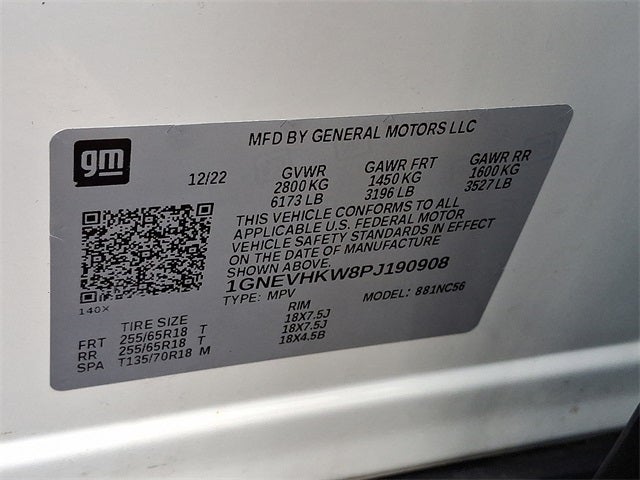 gm
MFD BY GENERAL MOTORS LLC
12/22 GVWR GAWR FRT GAWR RR
2800 KG 1450 KG 1600 KG
6173 LB 3196 LB 3527 LB
THIS VEHICLE CONFORMS TO ALL
APPLICABLE U.S. FEDERAL MOTOR
VEHICLE SAFETY STANDARDS IN EFFECT
ON THE DATE OF MANUFACTURE
SHOWN ABOVE.
1GNEVHKW8PJ190908
TYPE: MPV MODEL: 881NC56
140X
TIRE SIZE RIM
FRT 255/65R18 T 18X7.5J
RR 255/65R18 T 18X7.5J
SPA T135/70R18 M 18X4.5B